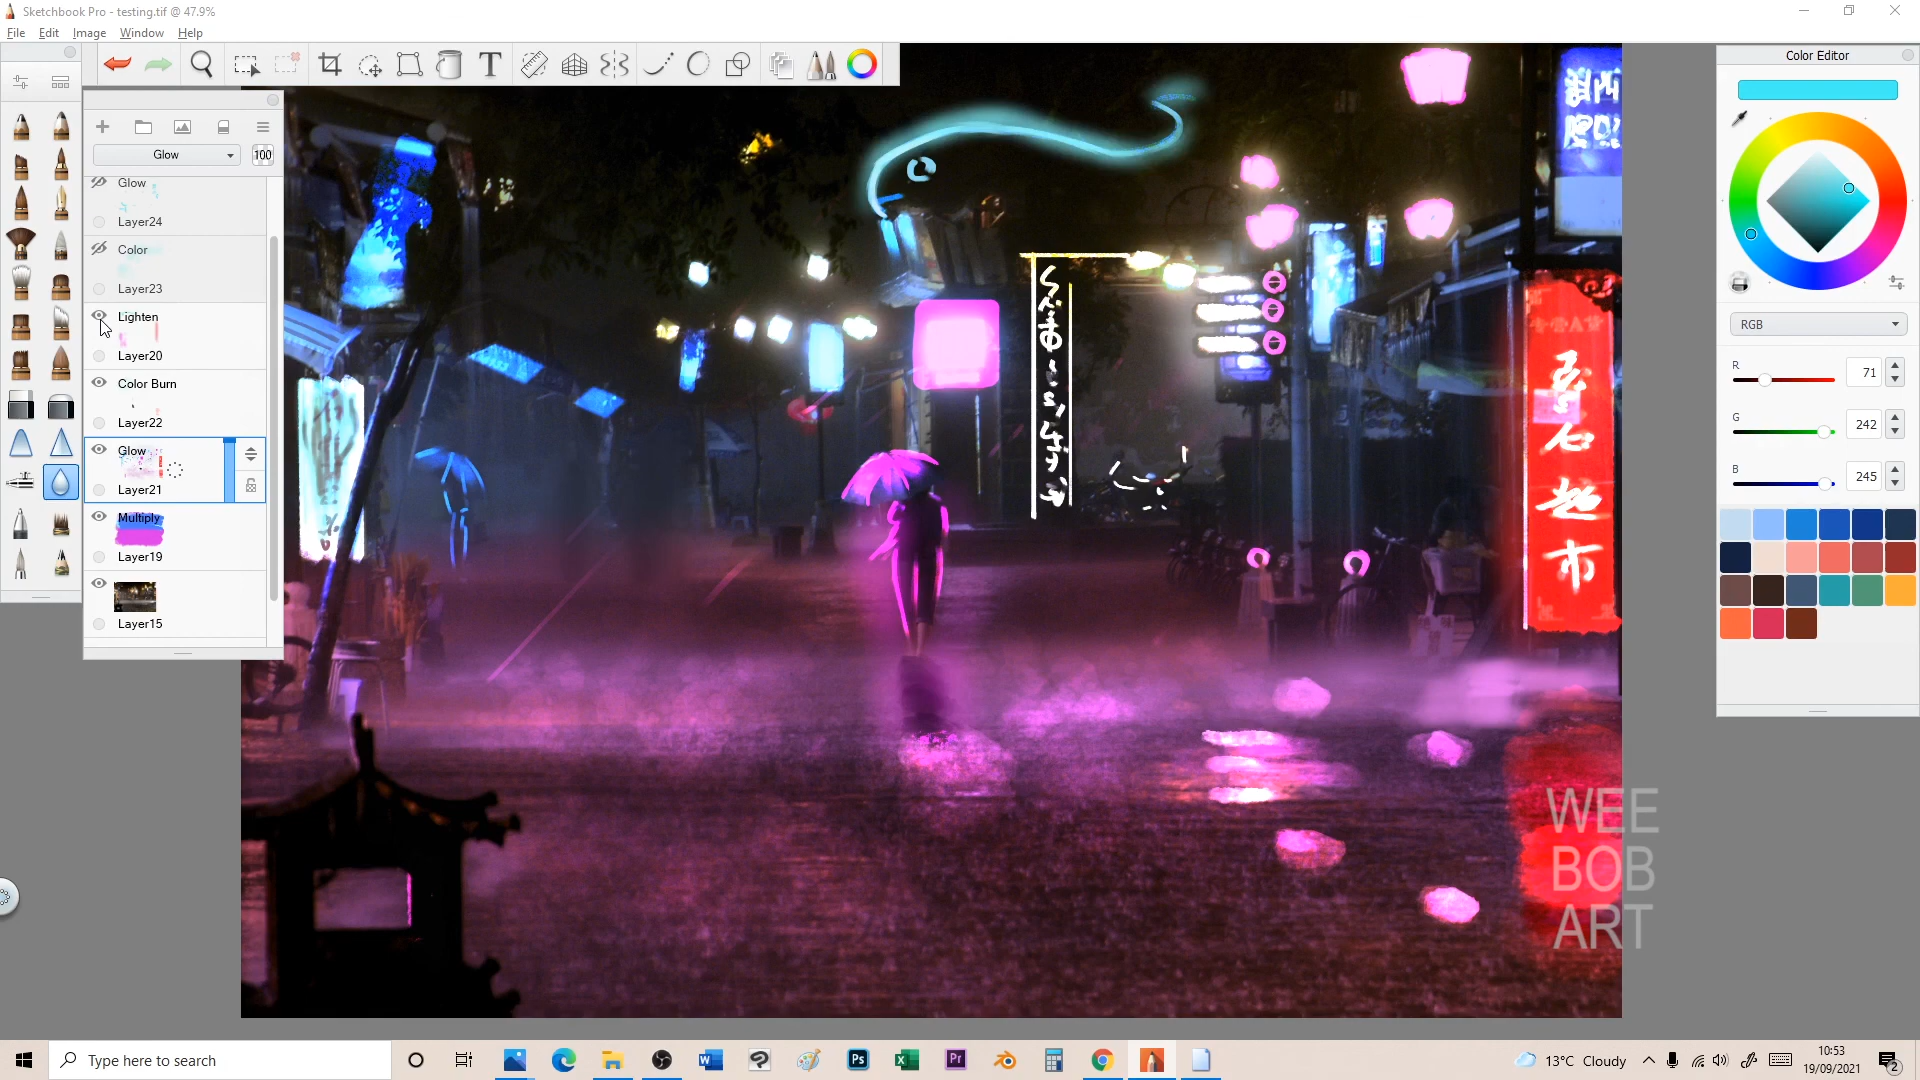 Sketchbook Pro - testing.tif @ 47.9%
File Edit Image Window Help
Glow 100
Glow
Layer24
Color
Layer23
Lighten
Layer20
Color Burn
Layer22
Glow
Layer21
Multiply
Layer19
Layer15
Color Editor
RGB
R 71
G 242
B 245
市
WEE
BOB
ART
Type here to search
13°C Cloudy
10:53
19/09/2021
2